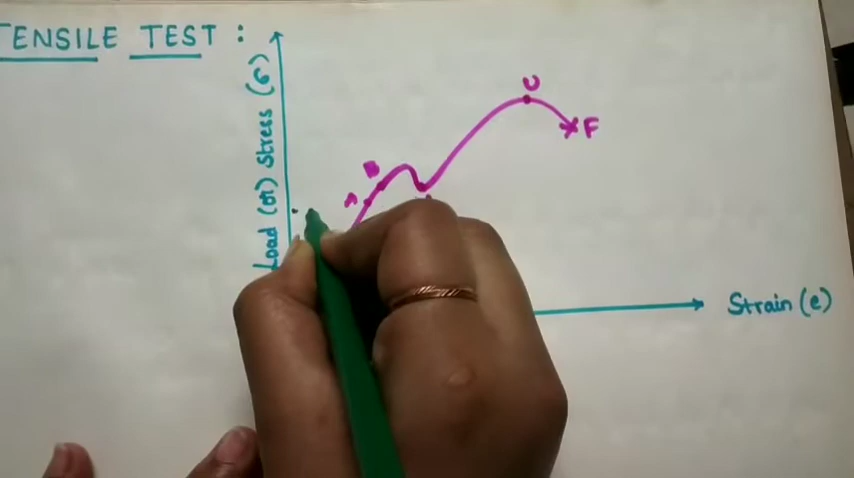 TENSILE TEST :
Load (or) Stress (σ)
U
F
B
A
Strain (e)